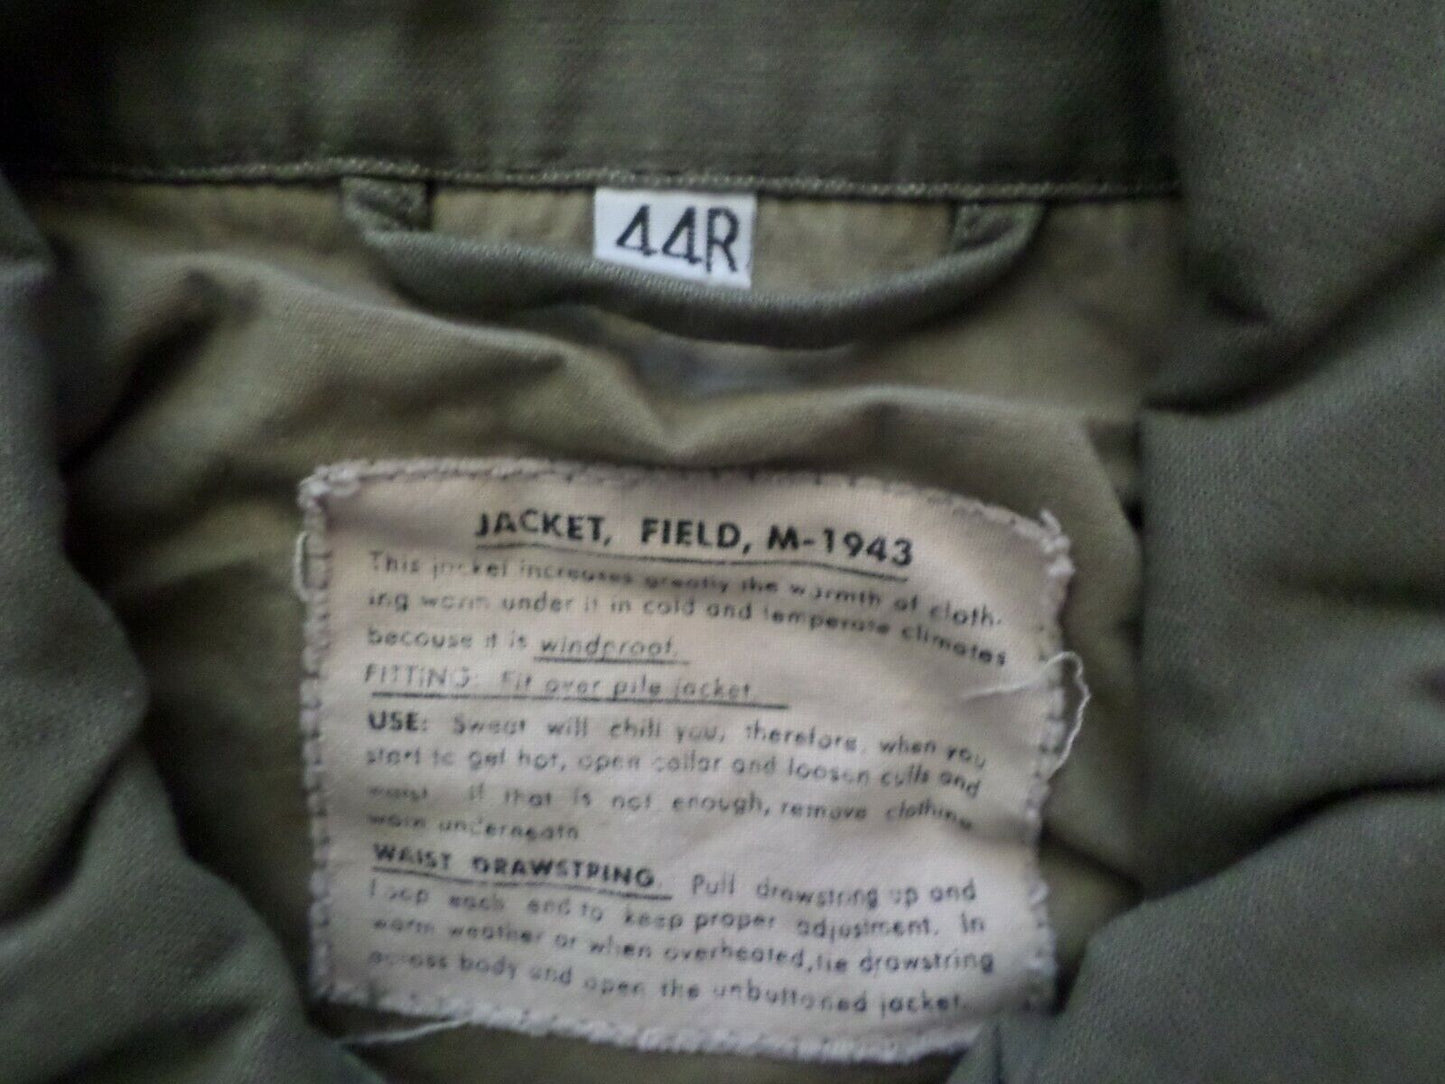 44R
JACKET, FIELD, M-1943
This jacket increases greatly the warmth of cloth-
ing worn under it in cold and temperate climates
because it is windproof.
FITTING: Fit over pile jacket.
USE: Sweat will chill you, therefore, when you
start to get hot, open collar and loosen cuffs and
waist. If that is not enough, remove clothing
worn underneath
WAIST DRAWSTRING. Pull drawstring up and
loop each end to keep proper adjustment. In
warm weather or when overheated, tie drawstring
across body and open the unbuttoned jacket.